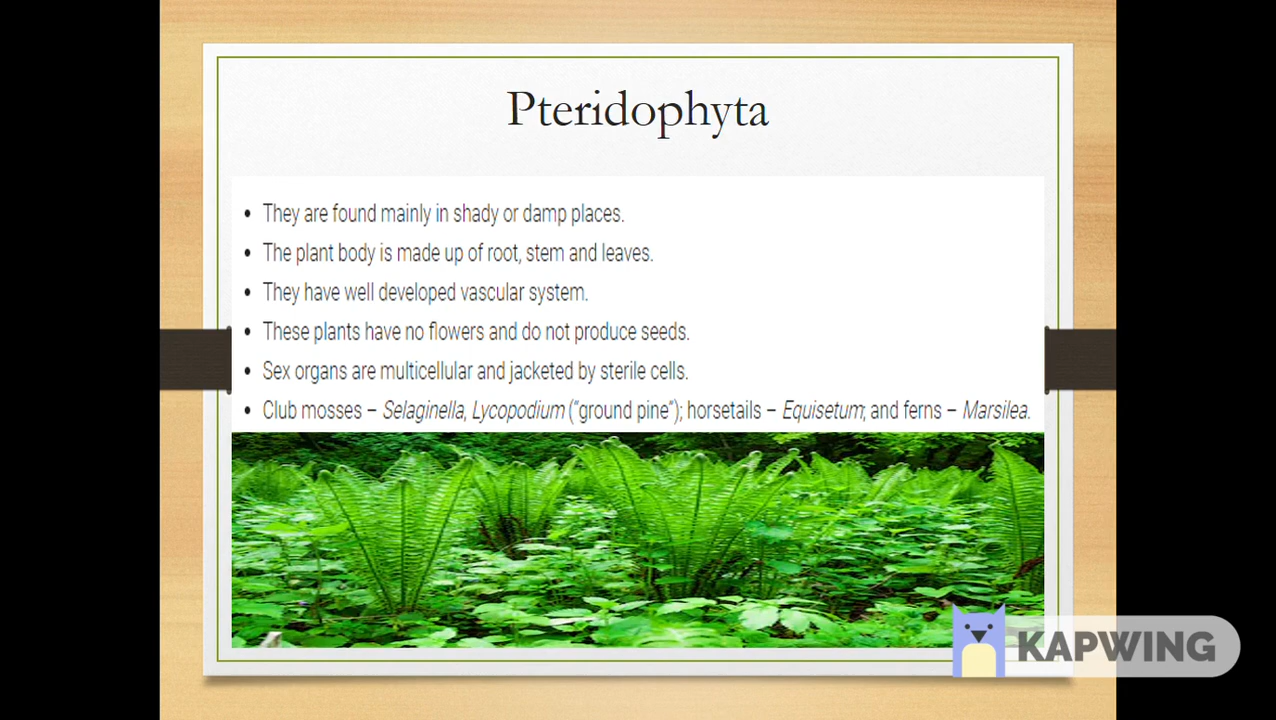 Pteridophyta
• They are found mainly in shady or damp places.
• The plant body is made up of root, stem and leaves.
• They have well developed vascular system.
• These plants have no flowers and do not produce seeds.
• Sex organs are multicellular and jacketed by sterile cells.
• Club mosses – Selaginella, Lycopodium ("ground pine"); horsetails – Equisetum; and ferns – Marsilea.
KAPWING